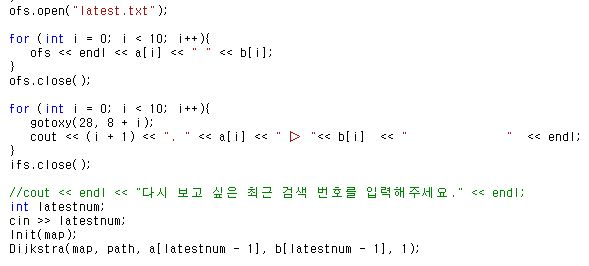 ofs.open("latest.txt");
for (int i = 0; i < 10; i++){
ofs << endl << a[i] << " " << b[i];
}
ofs.close();
for (int i = 0; i < 10; i++){
gotoxy(28, 8 + i);
cout << (i + 1) << ". " << a[i] << " ▷ "<< b[i]  << "             "  << endl;
}
ifs.close();
//cout << endl << "다시 보고 싶은 최근 검색 번호를 입력해주세요." << endl;
int latestnum;
cin >> latestnum;
Init(map);
Dijkstra(map, path, a[latestnum - 1], b[latestnum - 1], 1);